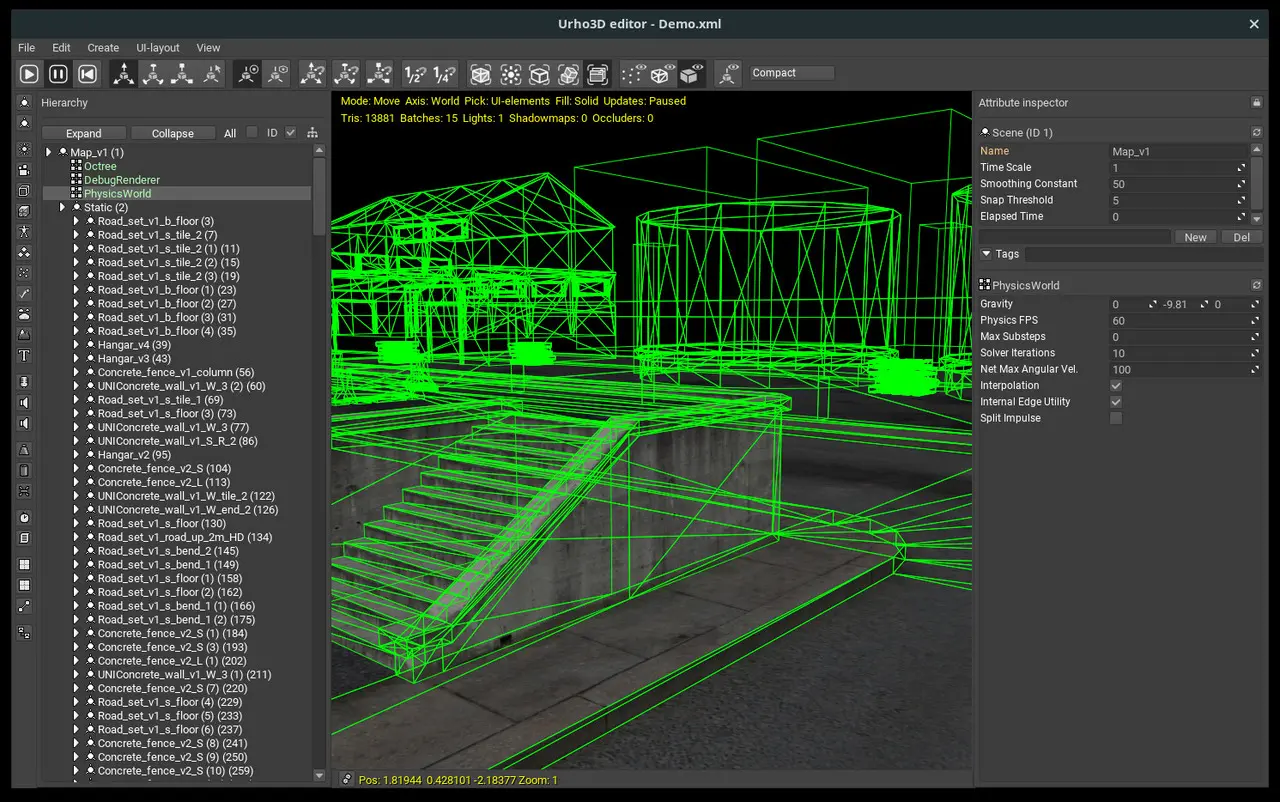 Urho3D editor - Demo.xml
File Edit Create UI-layout View
1/2 1/4 Compact
Hierarchy
Expand Collapse All ID
Map_v1 (1)
Octree
DebugRenderer
PhysicsWorld
Static (2)
Road_set_v1_b_floor (3)
Road_set_v1_s_tile_2 (7)
Road_set_v1_s_tile_2 (1) (11)
Road_set_v1_s_tile_2 (2) (15)
Road_set_v1_s_tile_2 (3) (19)
Road_set_v1_b_floor (1) (23)
Road_set_v1_b_floor (2) (27)
Road_set_v1_b_floor (3) (31)
Road_set_v1_b_floor (4) (35)
Hangar_v4 (39)
Hangar_v3 (43)
Concrete_fence_v1_column (56)
UNIConcrete_wall_v1_W_3 (2) (60)
Road_set_v1_s_tile_1 (69)
Road_set_v1_s_floor (3) (73)
UNIConcrete_wall_v1_W_3 (77)
UNIConcrete_wall_v1_S_R_2 (86)
Hangar_v2 (95)
Concrete_fence_v2_S (104)
Concrete_fence_v2_L (113)
UNIConcrete_wall_v1_W_tile_2 (122)
UNIConcrete_wall_v1_W_end_2 (126)
Road_set_v1_s_floor (130)
Road_set_v1_road_up_2m_HD (134)
Road_set_v1_s_bend_2 (145)
Road_set_v1_s_bend_1 (149)
Road_set_v1_s_floor (1) (158)
Road_set_v1_s_floor (2) (162)
Road_set_v1_s_bend_1 (1) (166)
Road_set_v1_s_bend_1 (2) (175)
Concrete_fence_v2_S (1) (184)
Concrete_fence_v2_S (3) (193)
Concrete_fence_v2_L (1) (202)
UNIConcrete_wall_v1_W_3 (1) (211)
Concrete_fence_v2_S (7) (220)
Road_set_v1_s_floor (4) (229)
Road_set_v1_s_floor (5) (233)
Road_set_v1_s_floor (6) (237)
Concrete_fence_v2_S (8) (241)
Concrete_fence_v2_S (9) (250)
Concrete_fence_v2_S (10) (259)
Mode: Move Axis: World Pick: UI-elements Fill: Solid Updates: Paused
Tris: 13881 Batches: 15 Lights: 1 Shadowmaps: 0 Occluders: 0
Pos: 1.81944 0.428101 -2.18377 Zoom: 1
Attribute inspector
Scene (ID 1)
Name Map_v1
Time Scale 1
Smoothing Constant 50
Snap Threshold 5
Elapsed Time 0
New Del
Tags
PhysicsWorld
Gravity 0 -9.81 0
Physics FPS 60
Max Substeps 0
Solver Iterations 10
Net Max Angular Vel. 100
Interpolation
Internal Edge Utility
Split Impulse